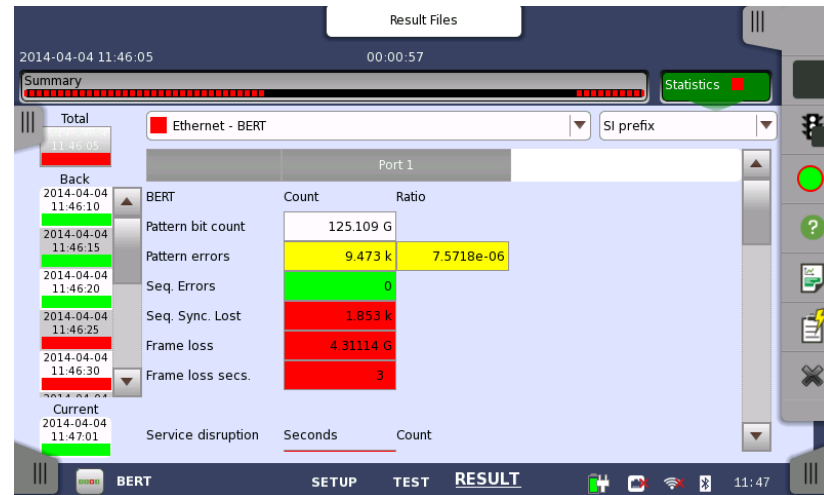 Result Files
2014-04-04 11:46:05
00:00:57
Summary
Statistics
Total
11:46:05
Ethernet - BERT
SI prefix
Port 1
Back
2014-04-04
11:46:10
2014-04-04
11:46:15
2014-04-04
11:46:20
2014-04-04
11:46:25
2014-04-04
11:46:30
BERT
Count
Ratio
Pattern bit count
125.109 G
Pattern errors
9.473 k
7.5718e-06
Seq. Errors
0
Seq. Sync. Lost
1.853 k
Frame loss
4.31114 G
Frame loss secs.
3
Current
2014-04-04
11:47:01
Service disruption
Seconds
Count
BERT
SETUP
TEST
RESULT
11:47